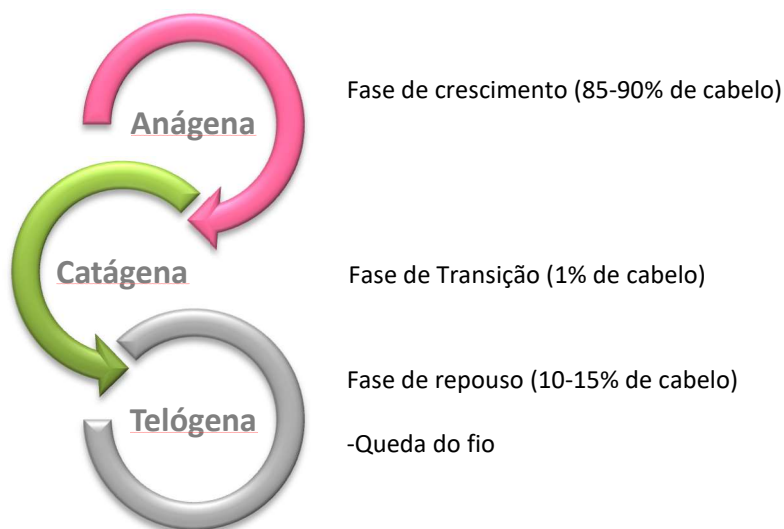 Anágena
Fase de crescimento (85-90% de cabelo)
Catágena
Fase de Transição (1% de cabelo)
Telógena
Fase de repouso (10-15% de cabelo)
-Queda do fio